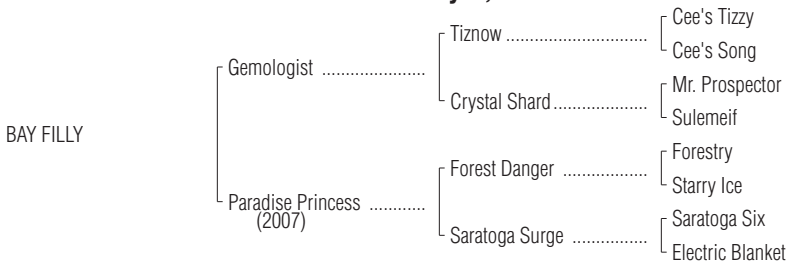 Cee's Tizzy
Tiznow ..............................
Cee's Song
Gemologist ......................
Mr. Prospector
Crystal Shard....................
Sulemeif
BAY FILLY
Forestry
Forest Danger ..................
Starry Ice
Paradise Princess ............
(2007)
Saratoga Six
Saratoga Surge ................
Electric Blanket